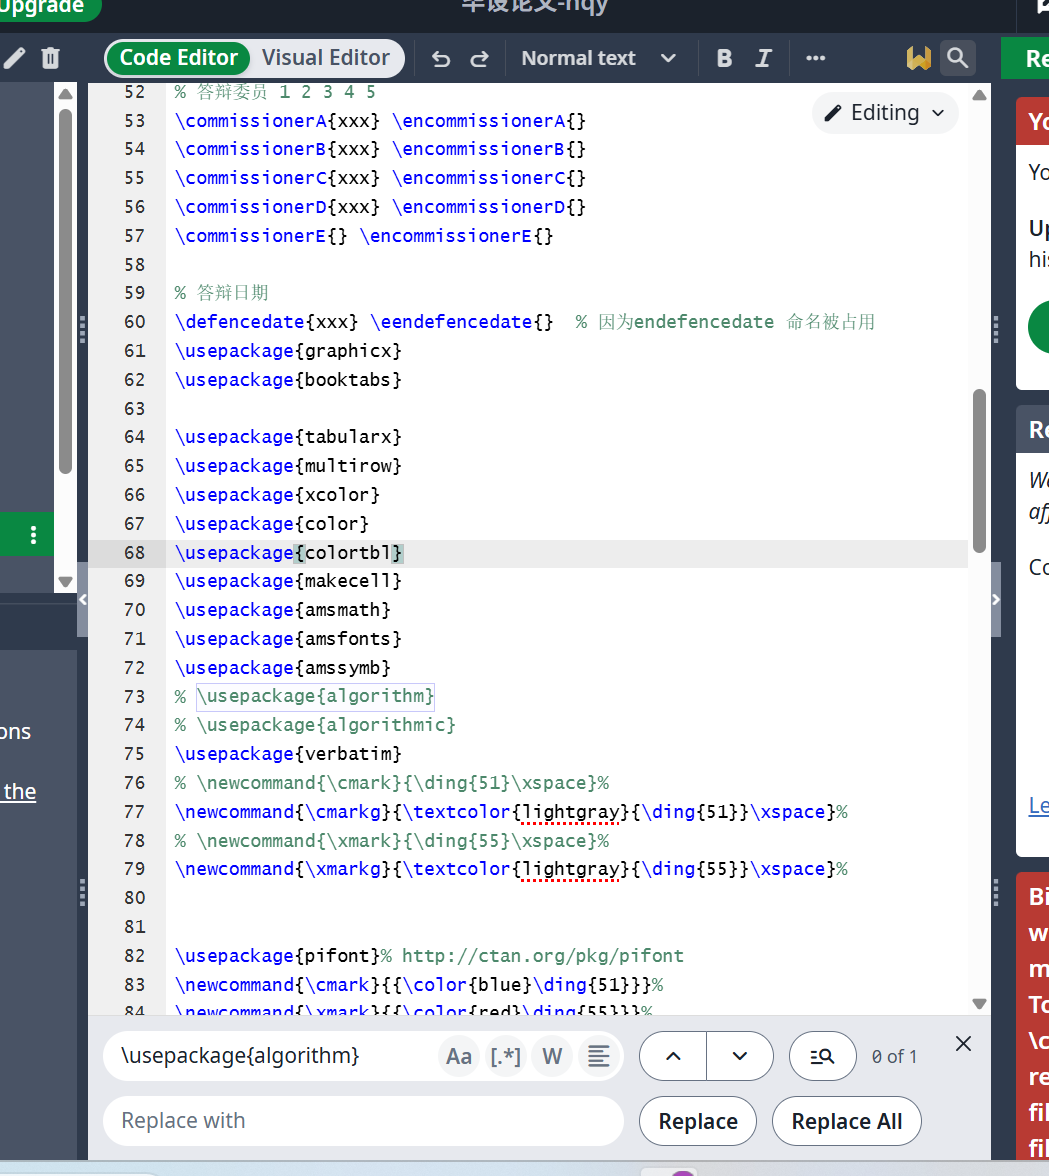 Upgrade
毕设论文-hqy
Code Editor Visual Editor Normal text B I
Re
52 % 答辩委员 1 2 3 4 5
Editing
53 \commissionerA{xxx} \encommissionerA{}
54 \commissionerB{xxx} \encommissionerB{}
55 \commissionerC{xxx} \encommissionerC{}
56 \commissionerD{xxx} \encommissionerD{}
57 \commissionerE{} \encommissionerE{}
58
59 % 答辩日期
60 \defencedate{xxx} \eendefencedate{} % 因为endefencedate 命名被占用
61 \usepackage{graphicx}
62 \usepackage{booktabs}
63
64 \usepackage{tabularx}
65 \usepackage{multirow}
66 \usepackage{xcolor}
67 \usepackage{color}
68 \usepackage{colortbl}
69 \usepackage{makecell}
70 \usepackage{amsmath}
71 \usepackage{amsfonts}
72 \usepackage{amssymb}
73 % \usepackage{algorithm}
74 % \usepackage{algorithmic}
75 \usepackage{verbatim}
76 % \newcommand{\cmark}{\ding{51}\xspace}%
77 \newcommand{\cmarkg}{\textcolor{lightgray}{\ding{51}}\xspace}%
78 % \newcommand{\xmark}{\ding{55}\xspace}%
79 \newcommand{\xmarkg}{\textcolor{lightgray}{\ding{55}}\xspace}%
80
81
82 \usepackage{pifont}% http://ctan.org/pkg/pifont
83 \newcommand{\cmark}{{\color{blue}\ding{51}}}%
84 \newcommand{\xmark}{{\color{red}\ding{55}}}%
ons
the
Yo
Yo
Up
his
Re
We
aff
Co
Le
Bi
w
m
To
\c
re
fil
fil
\usepackage{algorithm} Aa [.*] W 0 of 1
Replace with Replace Replace All